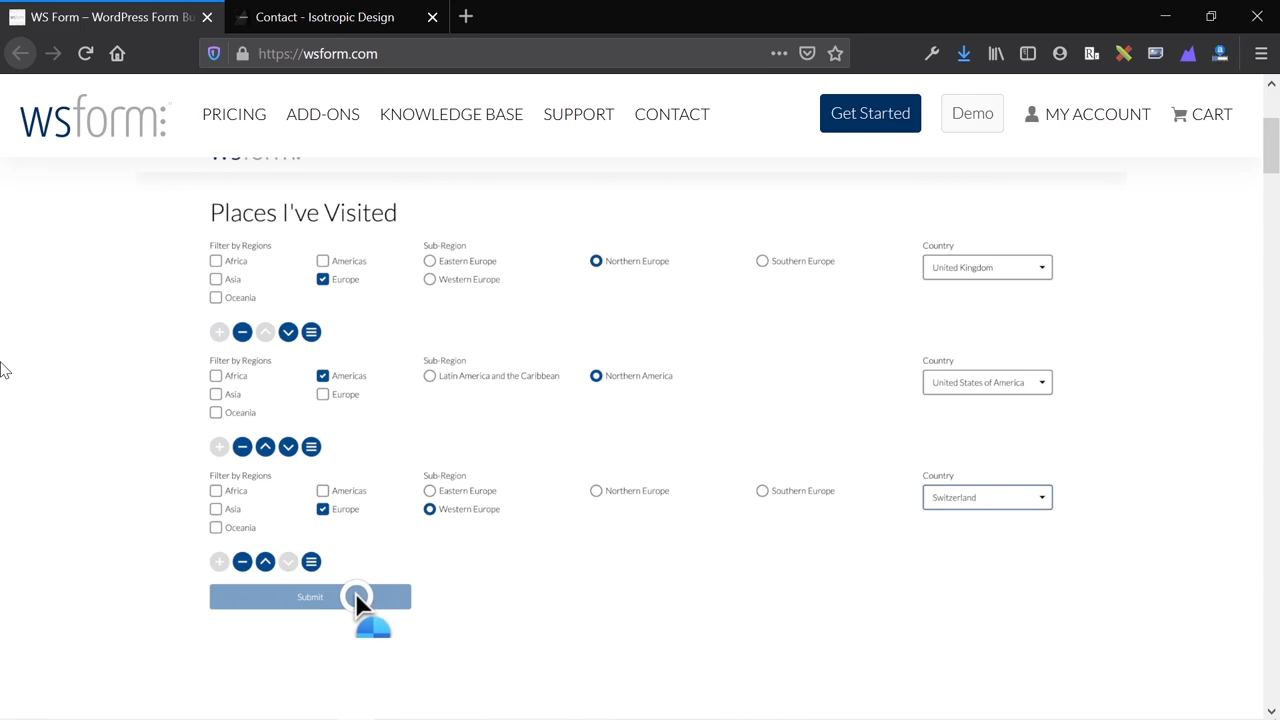 WS Form – WordPress Form Bu
Contact - Isotropic Design
https://wsform.com
wsform:
PRICING
ADD-ONS
KNOWLEDGE BASE
SUPPORT
CONTACT
Get Started
Demo
MY ACCOUNT
CART
Places I've Visited
Filter by Regions
Sub-Region
Country
Africa
Americas
Eastern Europe
Northern Europe
Southern Europe
United Kingdom
Asia
Europe
Western Europe
Oceania
Filter by Regions
Sub-Region
Country
Africa
Americas
Latin America and the Caribbean
Northern America
United States of America
Asia
Europe
Oceania
Filter by Regions
Sub-Region
Country
Africa
Americas
Eastern Europe
Northern Europe
Southern Europe
Switzerland
Asia
Europe
Western Europe
Oceania
Submit